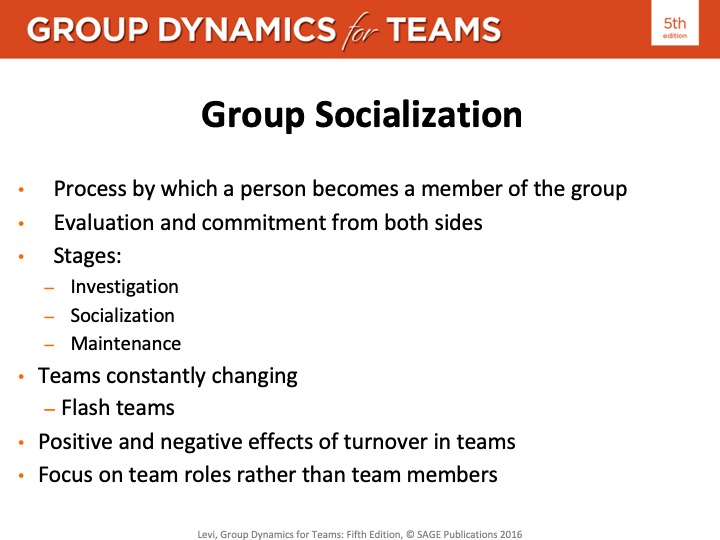 GROUP DYNAMICS for TEAMS
5th
edition
Group Socialization
• Process by which a person becomes a member of the group
• Evaluation and commitment from both sides
• Stages:
– Investigation
– Socialization
– Maintenance
• Teams constantly changing
– Flash teams
• Positive and negative effects of turnover in teams
• Focus on team roles rather than team members
Levi, Group Dynamics for Teams: Fifth Edition, © SAGE Publications 2016